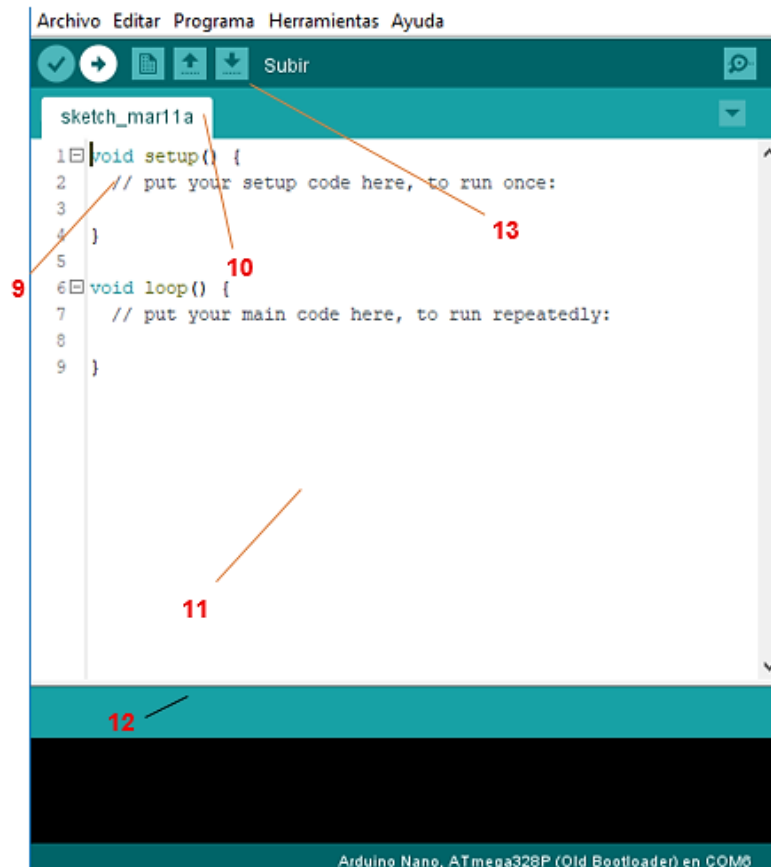 Archivo Editar Programa Herramientas Ayuda
Subir
sketch_mar11a
1 void setup() {
2 // put your setup code here, to run once:
3
4 }
5
6 void loop() {
7 // put your main code here, to run repeatedly:
8
9 }
9
10
13
11
12
Arduino Nano, ATmega328P (Old Bootloader) en COM6